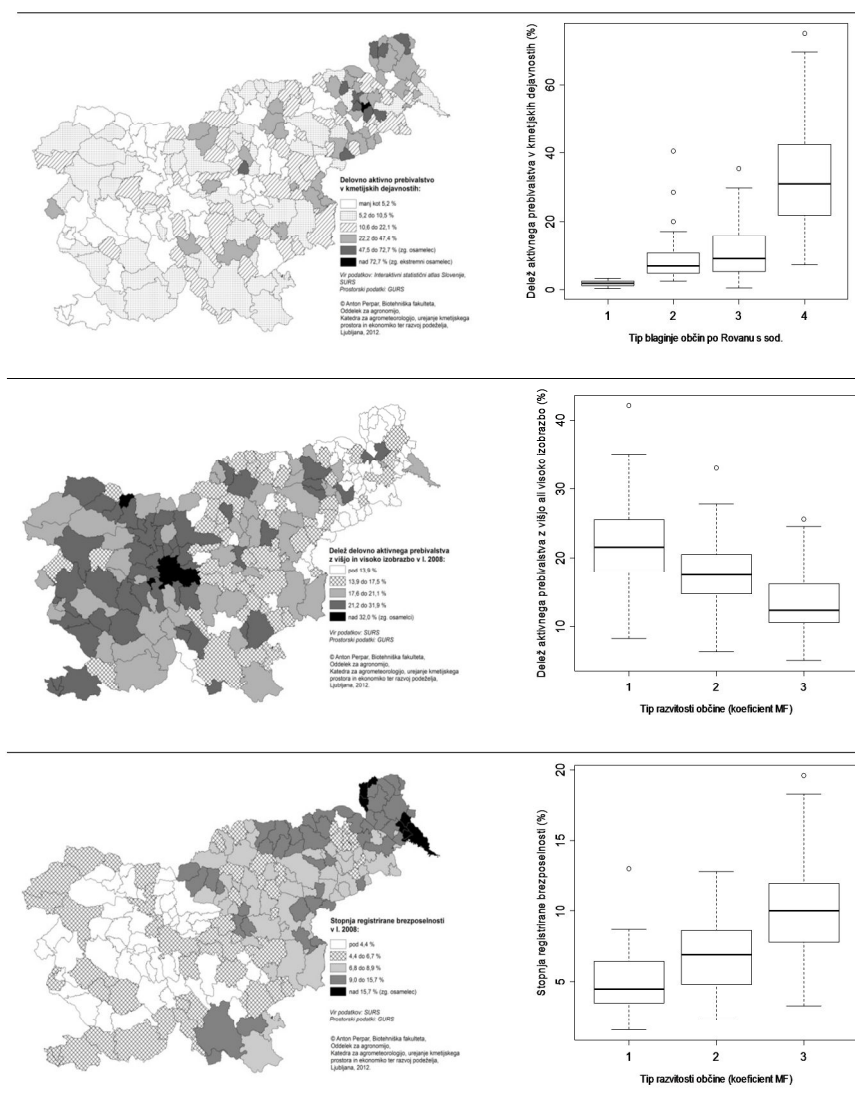 Delovno aktivno prebivalstvo
v kmetijskih dejavnostih:
manj kot 5,2 %
5,2 do 10,5 %
10,6 do 22,1 %
22,2 do 47,4 %
47,5 do 72,7 % (zg. osamelec)
nad 72,7 % (zg. ekstremni osamelec)
Vir podatkov: Interaktivni statistični atlas Slovenije,
SURS
Prostorski podatki: GURS
© Anton Perpar, Biotehniška fakulteta,
Oddelek za agronomijo,
Katedra za agrometeorologijo, urejanje kmetijskega
prostora in ekonomiko ter razvoj podeželja,
Ljubljana, 2012.
Delež aktivnega prebivalstva v kmetjskih dejavnostih (%)
60
40
20
0
1 2 3 4
Tip blaginje občin po Rovanu s sod.
Delež delovno aktivnega prebivalstva
z višjo in visoko izobrazbo v l. 2008:
pod 13,9%
13,9 do 17,5 %
17,6 do 21,1 %
21,2 do 31,9 %
nad 32,0 % (zg. osamelci)
Vir podatkov: SURS
Prostorski podatki: GURS
© Anton Perpar, Biotehniška fakulteta,
Oddelek za agronomijo,
Katedra za agrometeorologijo, urejanje kmetijskega
prostora in ekonomiko ter razvoj podeželja,
Ljubljana, 2012.
Delež aktivnega prebivalstva z višjo ali visoko izobrazbo (%)
40
30
20
10
1 2 3
Tip razvitosti občine (koeficient MF)
Stopnja registrirane brezposelnosti
v l. 2008:
pod 4,4 %
4,4 do 6,7 %
6,8 do 8,9 %
9,0 do 15,7 %
nad 15,7 % (zg. osamelec)
Vir podatkov: SURS
Prostorski podatki: GURS
© Anton Perpar, Biotehniška fakulteta,
Oddelek za agronomijo,
Katedra za agrometeorologijo, urejanje kmetijskega
prostora in ekonomiko ter razvoj podeželja,
Ljubljana, 2012.
Stopnja registrirane brezposelnosti (%)
20
15
10
5
1 2 3
Tip razvitosti občine (koeficient MF)